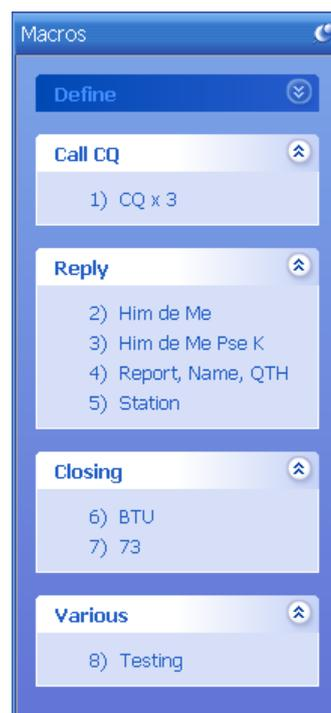 Macros
Define
Call CQ
1) CQ x 3
Reply
2) Him de Me
3) Him de Me Pse K
4) Report, Name, QTH
5) Station
Closing
6) BTU
7) 73
Various
8) Testing